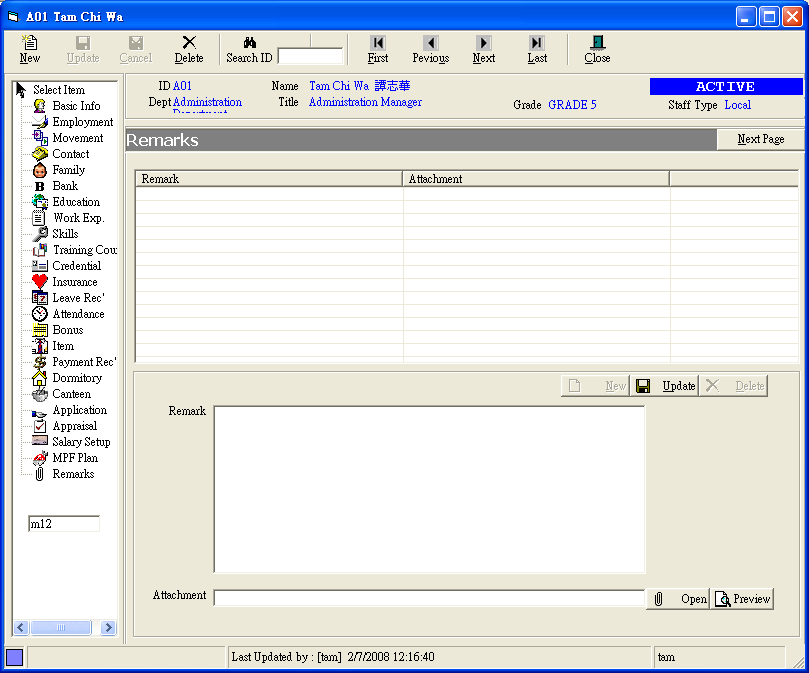 A01 Tam Chi Wa
New Update Cancel Delete Search ID First Pevious Next Last Close
Select Item
Basic Info
Employment
Movement
Contact
Family
Bank
Education
Work Exp.
Skills
Training Cou
Credential
Insurance
Leave Rec'
Attendance
Bonus
Item
Payment Rec'
Dormitory
Canteen
Application
Appraisal
Salary Setup
MPF Plan
Remarks
m12
ID A01 Name Tam Chi Wa 譚志華 ACTIVE
Dept Administration Title Administration Manager Grade GRADE 5 Staff Type Local
Department
Remarks Next Page
Remark Attachment
New Update Delete
Remark
Attachment Open Preview
Last Updated by : [tam] 2/7/2008 12:16:40 tam